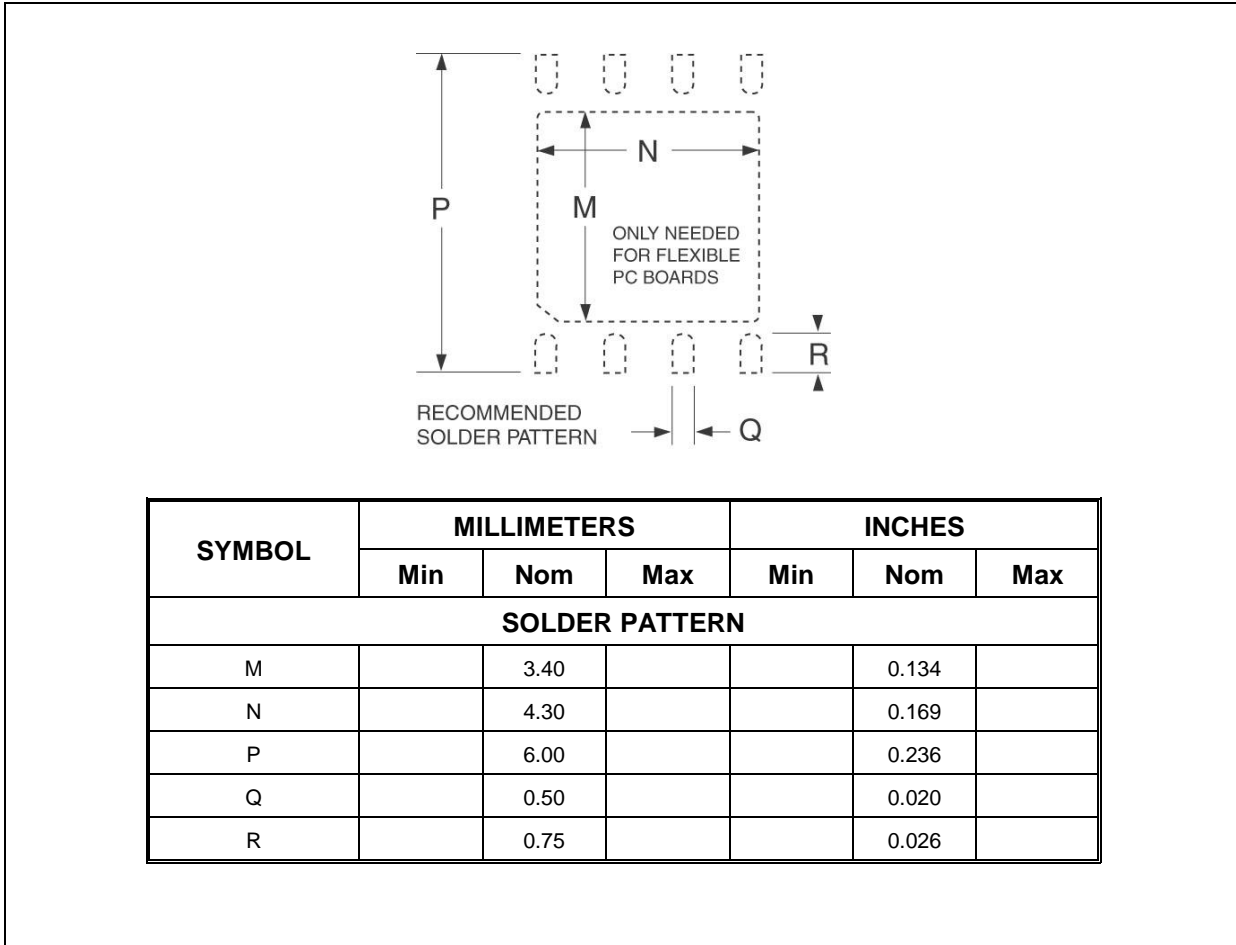 P
N
M
ONLY NEEDED
FOR FLEXIBLE
PC BOARDS
R
RECOMMENDED
SOLDER PATTERN
Q
SYMBOL MILLIMETERS INCHES
Min Nom Max Min Nom Max
SOLDER PATTERN
M 3.40 0.134
N 4.30 0.169
P 6.00 0.236
Q 0.50 0.020
R 0.75 0.026